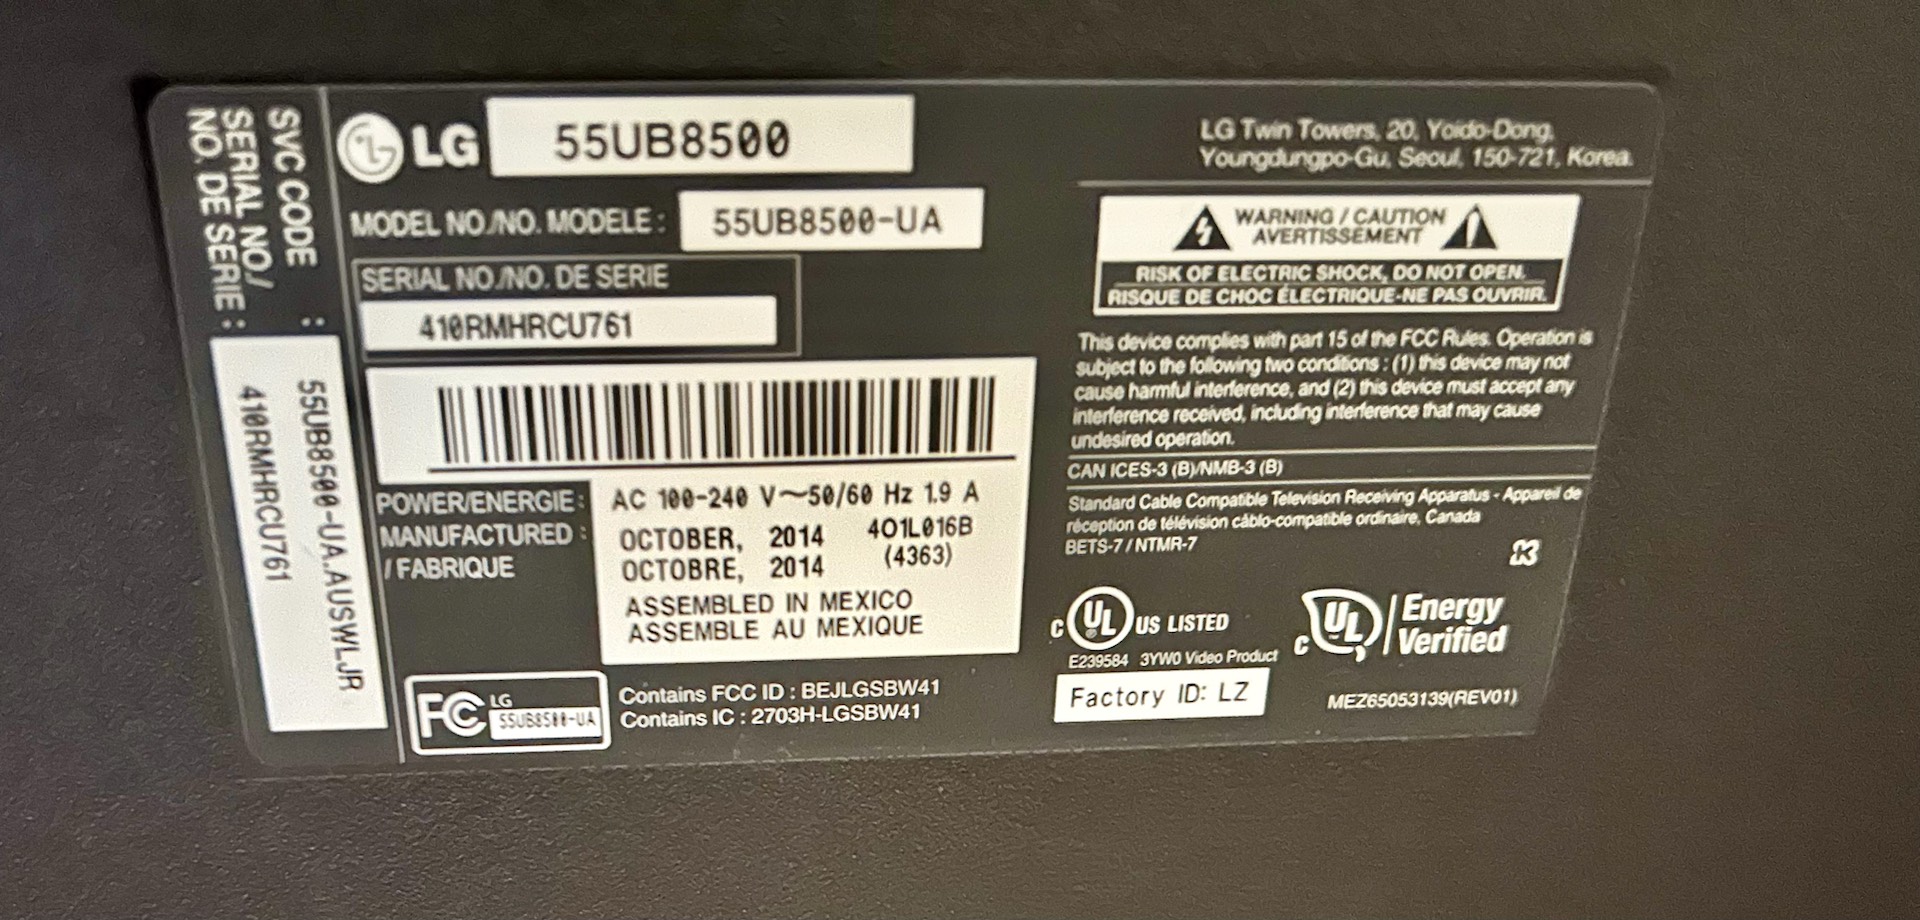 SVC CODE :
SERIAL NO./
NO. DE SERIE :
55UB8500-UA.AUSWLJR
410RMHRCU761
LG 55UB8500
MODEL NO./NO. MODELE : 55UB8500-UA
SERIAL NO./NO. DE SERIE
410RMHRCU761
POWER/ENERGIE : AC 100-240 V~50/60 Hz 1.9 A
MANUFACTURED : OCTOBER, 2014 401L016B
/ FABRIQUE OCTOBRE, 2014 (4363)
ASSEMBLED IN MEXICO
ASSEMBLE AU MEXIQUE
FC LG
55UB8500-UA
Contains FCC ID : BEJLGSBW41
Contains IC : 2703H-LGSBW41
LG Twin Towers, 20, Yoido-Dong,
Youngdungpo-Gu, Seoul, 150-721, Korea.
WARNING / CAUTION
AVERTISSEMENT
RISK OF ELECTRIC SHOCK, DO NOT OPEN.
RISQUE DE CHOC ÉLECTRIQUE-NE PAS OUVRIR.
This device complies with part 15 of the FCC Rules. Operation is
subject to the following two conditions : (1) this device may not
cause harmful interference, and (2) this device must accept any
interference received, including interference that may cause
undesired operation.
CAN ICES-3 (B)/NMB-3 (B)
Standard Cable Compatible Television Receiving Apparatus - Appareil de
réception de télévision câblo-compatible ordinaire, Canada
BETS-7 / NTMR-7
C UL US LISTED
E239584 3YW0 Video Product
C UL Energy
Verified
Factory ID: LZ
MEZ65053139(REV01)